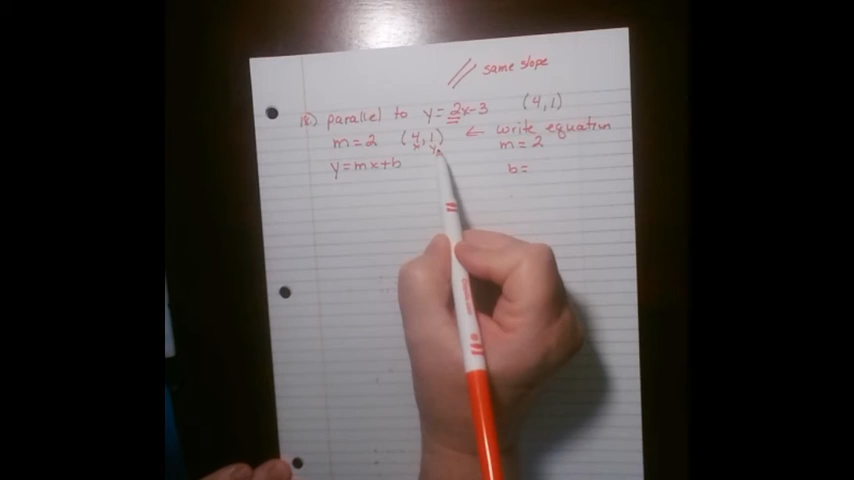 // same slope
18.) parallel to y=2x-3 (4,1)
m=2 (4,1) ← write equation
x y m=2
y=mx+b b=